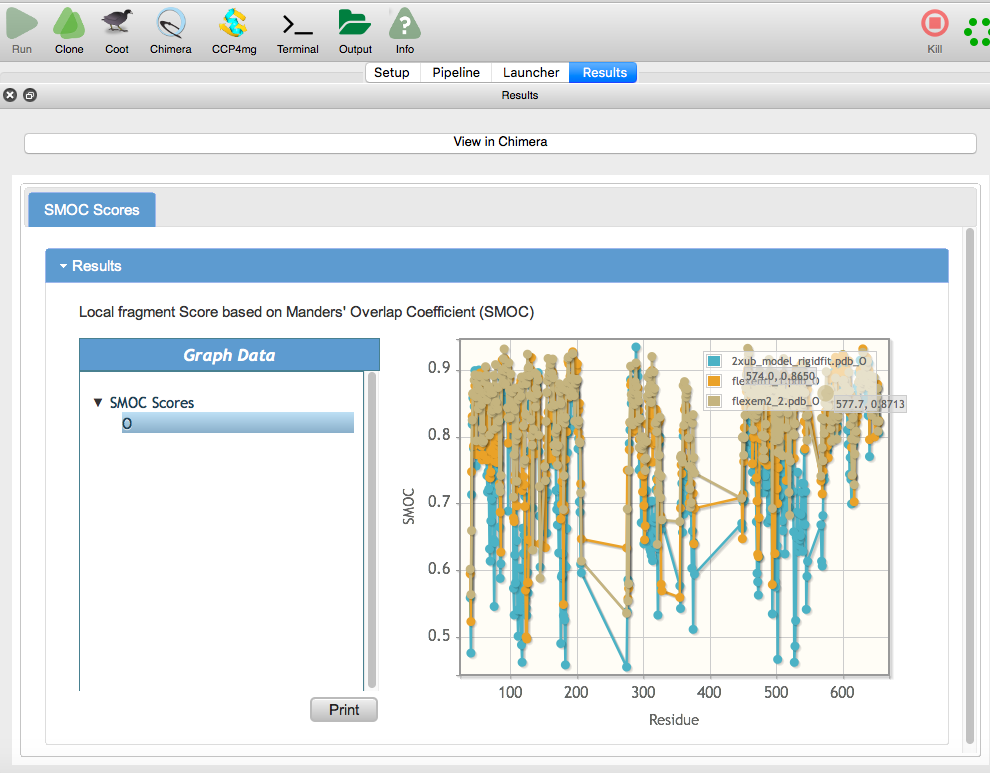 Run Clone Coot Chimera CCP4mg Terminal Output Info Kill
Setup Pipeline Launcher Results
Results
View in Chimera
SMOC Scores
Results
Local fragment Score based on Manders' Overlap Coefficient (SMOC)
Graph Data
▼ SMOC Scores
O
Print
0.9
0.8
0.7
0.6
0.5
SMOC
100 200 300 400 500 600
Residue
2xub_model_rigidfit.pdb_O
574.0, 0.8650
flexem2_2.pdb_O
577.7, 0.8713